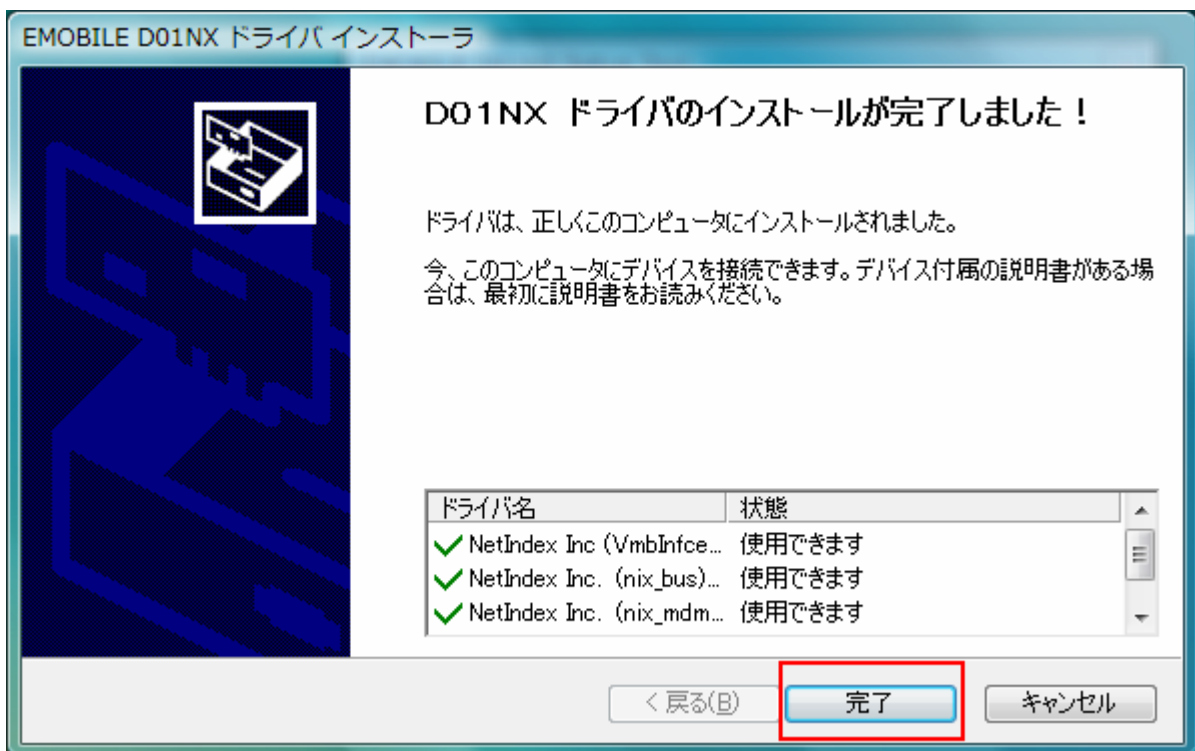 EMOBILE D01NX ドライバ インストーラ
D01NX ドライバのインストールが完了しました！
ドライバは、正しくこのコンピュータにインストールされました。
今、このコンピュータにデバイスを接続できます。デバイス付属の説明書がある場
合は、最初に説明書をお読みください。
ドライバ名 状態
NetIndex Inc (VmbInfce... 使用できます
NetIndex Inc. (nix_bus)... 使用できます
NetIndex Inc. (nix_mdm... 使用できます
< 戻る(B) 完了 キャンセル